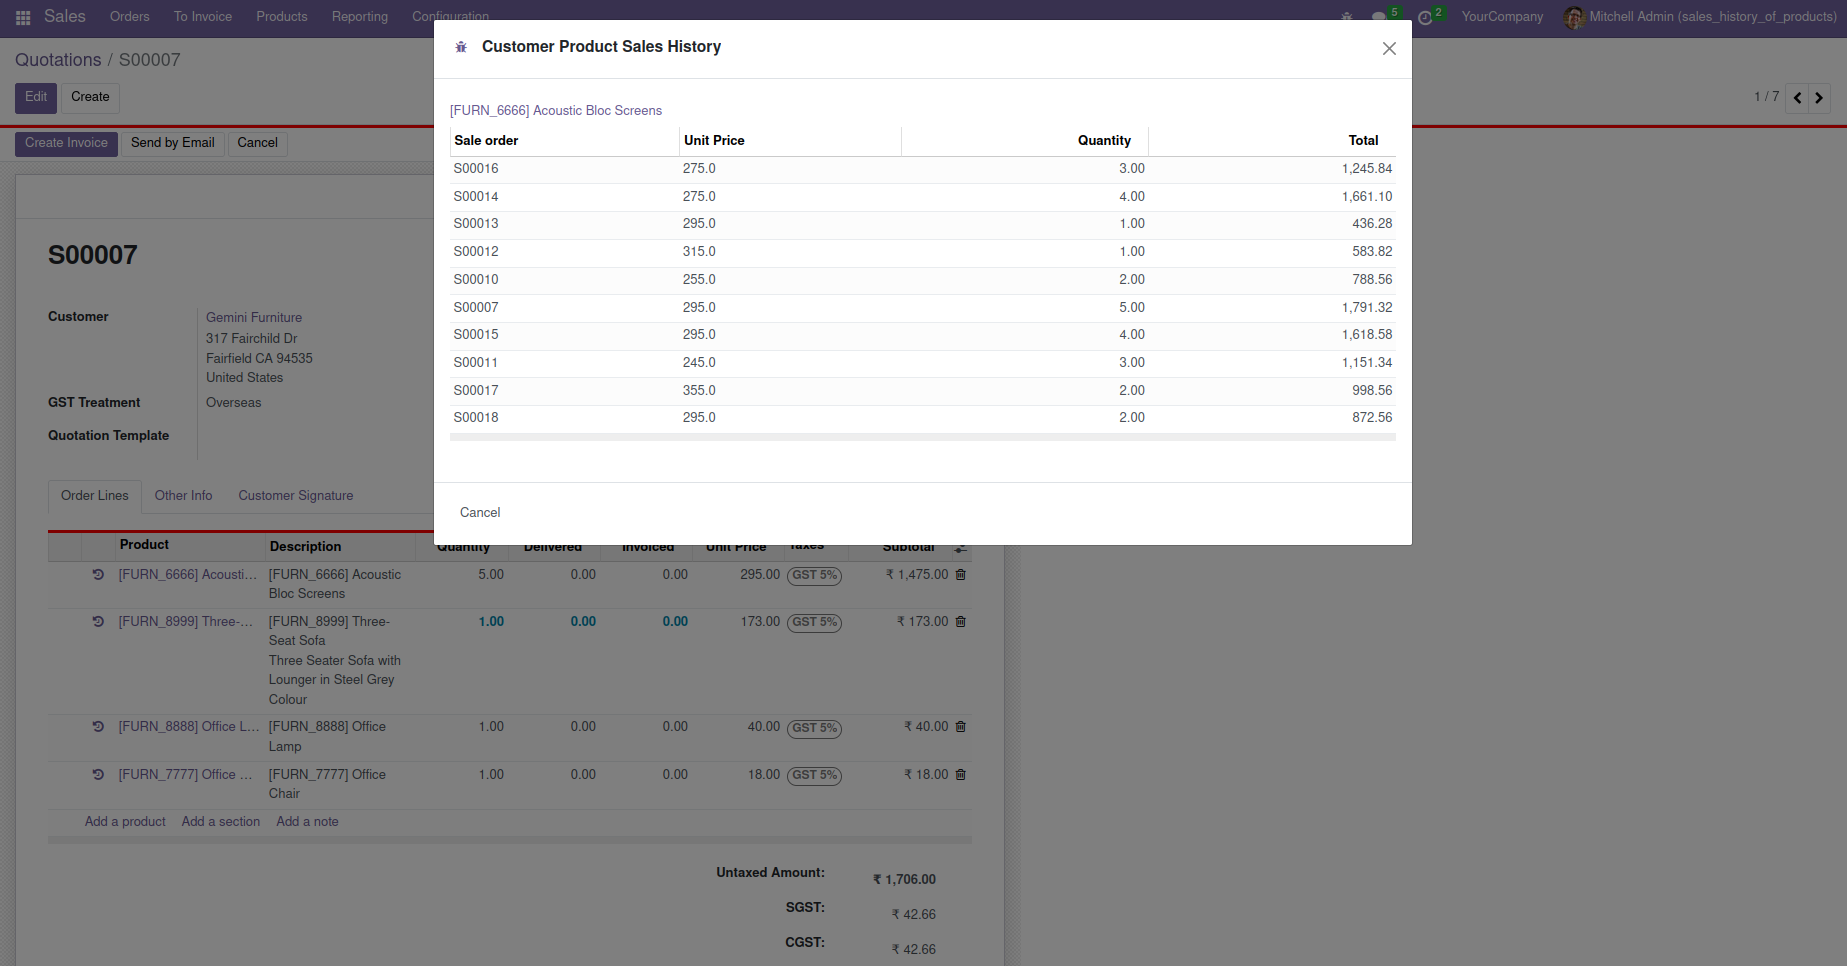 Sales Orders To Invoice Products Reporting Configuration 5 2 YourCompany Mitchell Admin (sales_history_of_products)
Quotations / S00007
Edit Create
1 / 7
Create Invoice Send by Email Cancel
S00007
Customer Gemini Furniture
317 Fairchild Dr
Fairfield CA 94535
United States
GST Treatment Overseas
Quotation Template
Order Lines Other Info Customer Signature
Customer Product Sales History
[FURN_6666] Acoustic Bloc Screens
Sale order Unit Price Quantity Total
S00016 275.0 3.00 1,245.84
S00014 275.0 4.00 1,661.10
S00013 295.0 1.00 436.28
S00012 315.0 1.00 583.82
S00010 255.0 2.00 788.56
S00007 295.0 5.00 1,791.32
S00015 295.0 4.00 1,618.58
S00011 245.0 3.00 1,151.34
S00017 355.0 2.00 998.56
S00018 295.0 2.00 872.56
Cancel
Product Description Quantity Delivered Invoiced Unit Price Taxes Subtotal
[FURN_6666] Acousti... [FURN_6666] Acoustic 5.00 0.00 0.00 295.00 GST 5% ₹ 1,475.00
Bloc Screens
[FURN_8999] Three-... [FURN_8999] Three- 1.00 0.00 0.00 173.00 GST 5% ₹ 173.00
Seat Sofa
Three Seater Sofa with
Lounger in Steel Grey
Colour
[FURN_8888] Office L... [FURN_8888] Office 1.00 0.00 0.00 40.00 GST 5% ₹ 40.00
Lamp
[FURN_7777] Office ... [FURN_7777] Office 1.00 0.00 0.00 18.00 GST 5% ₹ 18.00
Chair
Add a product Add a section Add a note
Untaxed Amount: ₹ 1,706.00
SGST: ₹ 42.66
CGST: ₹ 42.66